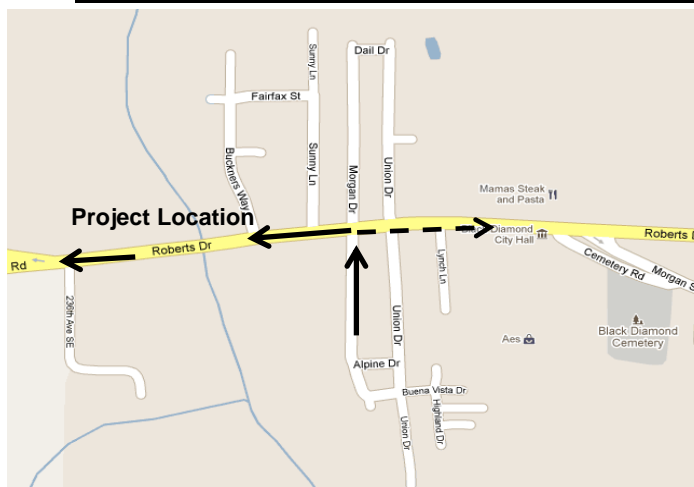 Dail Dr
Sunny Ln
Fairfax St
Buckners Way
Sunny Ln
Morgan Dr
Union Dr
Mamas Steak
and Pasta
Project Location
Roberts Dr
Rd
Black Diamond
City Hall
Roberts D
Lynch Ln
Cemetery Rd
Morgan S
236th Ave SE
Union Dr
Aes
Black Diamond
Cemetery
Alpine Dr
Buena Vista Dr
Highland Dr
Union Dr